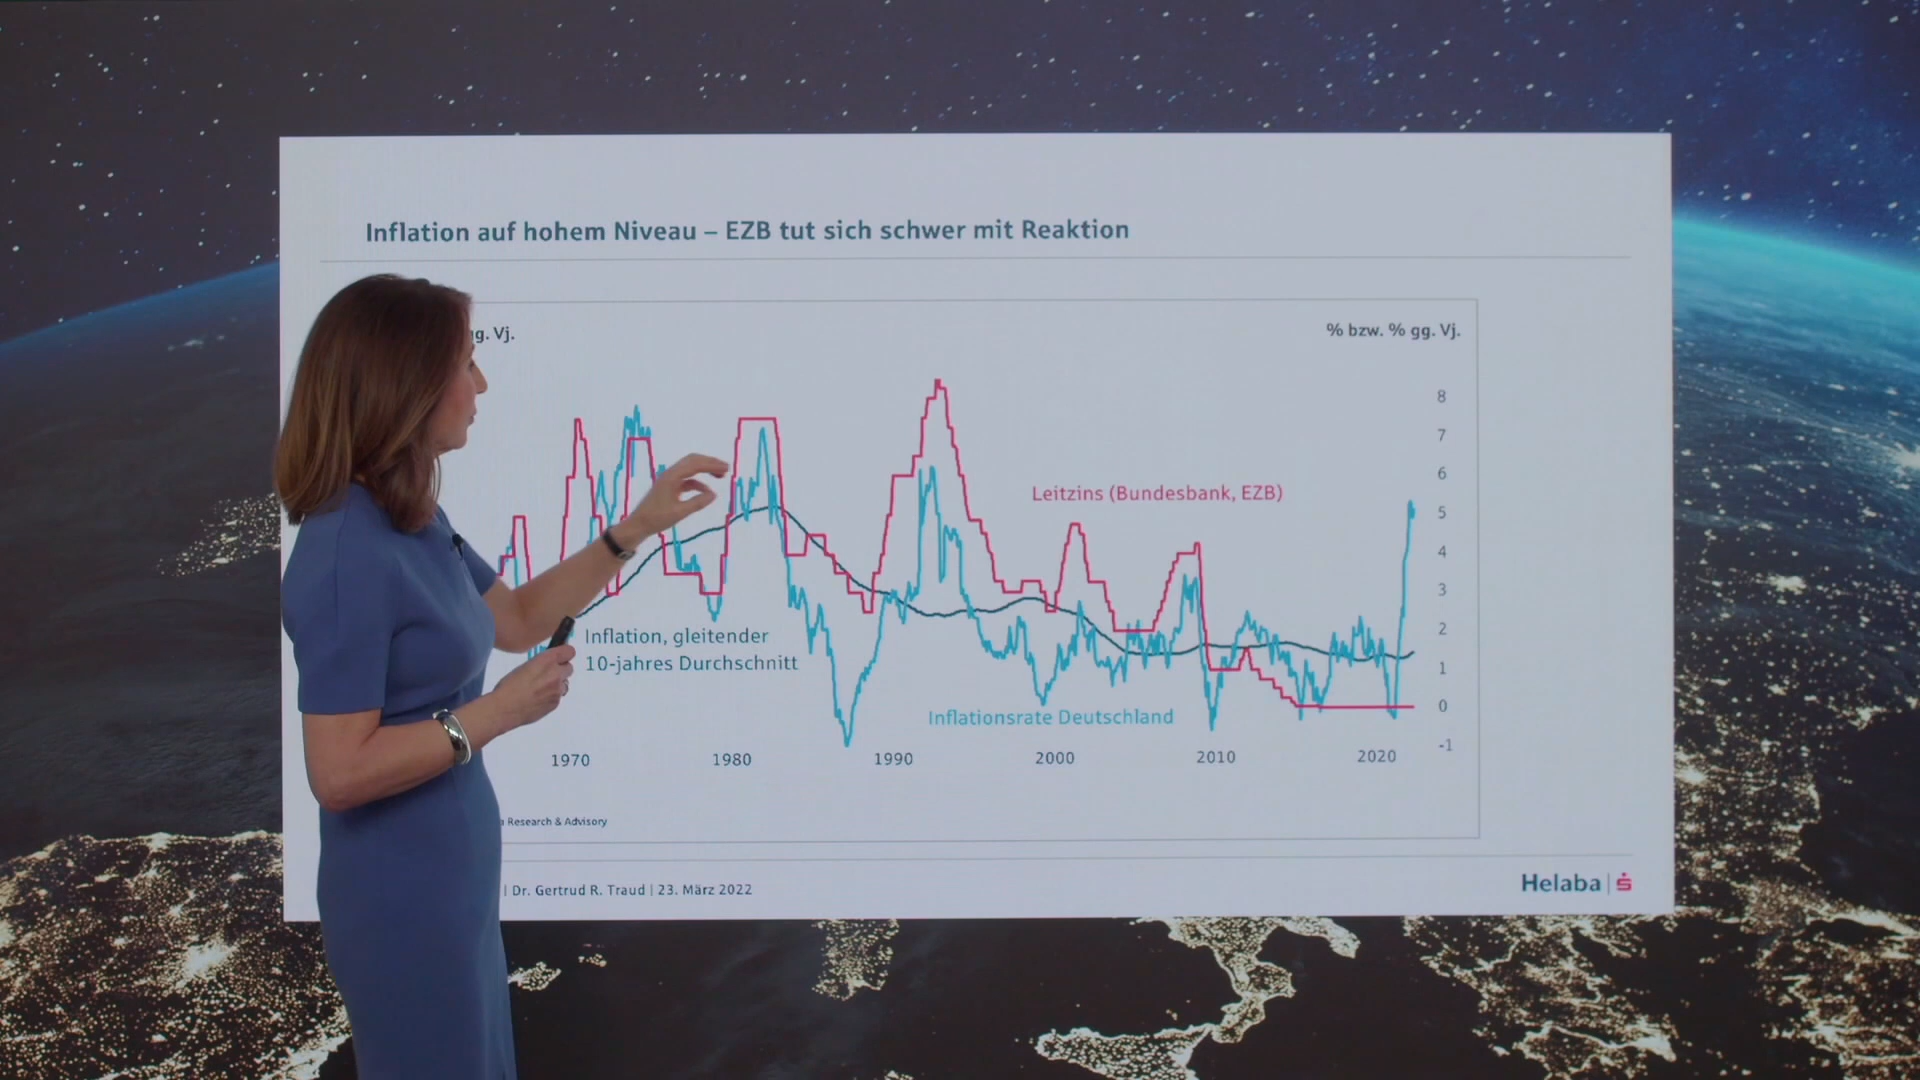 Inflation auf hohem Niveau – EZB tut sich schwer mit Reaktion
gg. Vj.
% bzw. % gg. Vj.
8
7
6
5
4
3
2
1
0
-1
Leitzins (Bundesbank, EZB)
Inflation, gleitender
10-jahres Durchschnitt
Inflationsrate Deutschland
1970 1980 1990 2000 2010 2020
Research & Advisory
| Dr. Gertrud R. Traud | 23. März 2022
Helaba